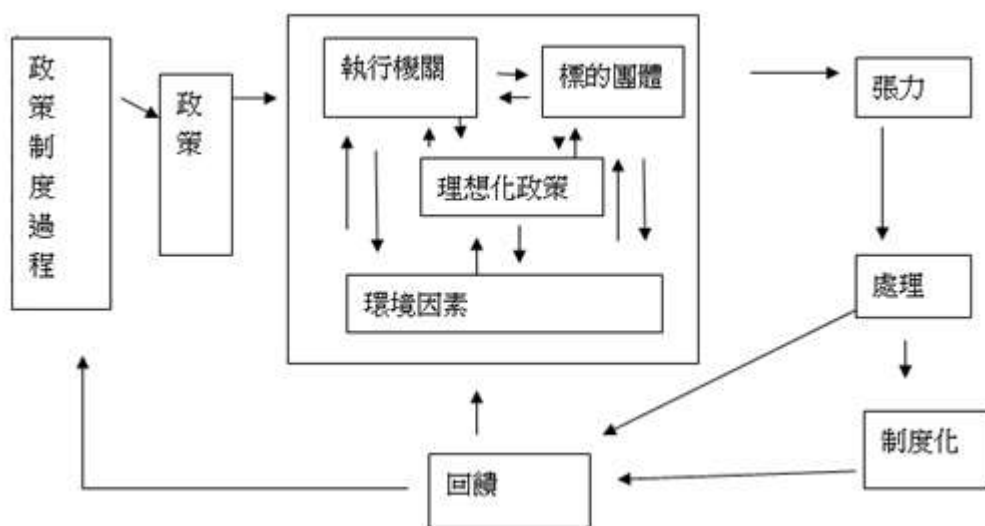 政策制度過程
政策
執行機關
標的團體
理想化政策
環境因素
張力
處理
制度化
回饋